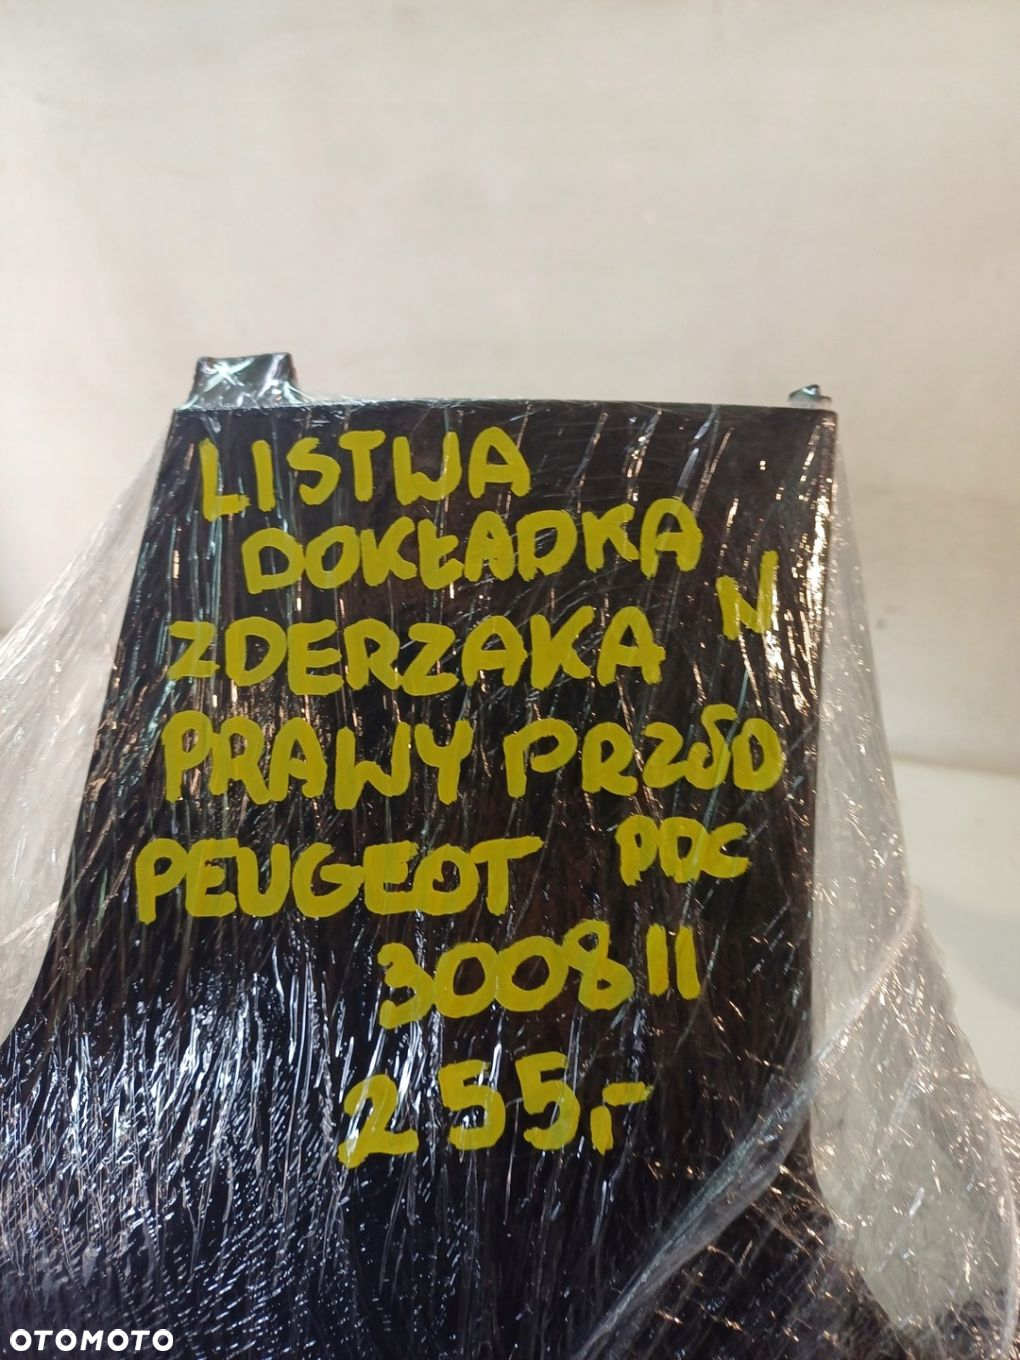 LISTWA
DOKŁADKA
ZDERZAKA N
PRAWY PRZÓD
PEUGEOT PDC
3008 II
255,-
OTOMOTO